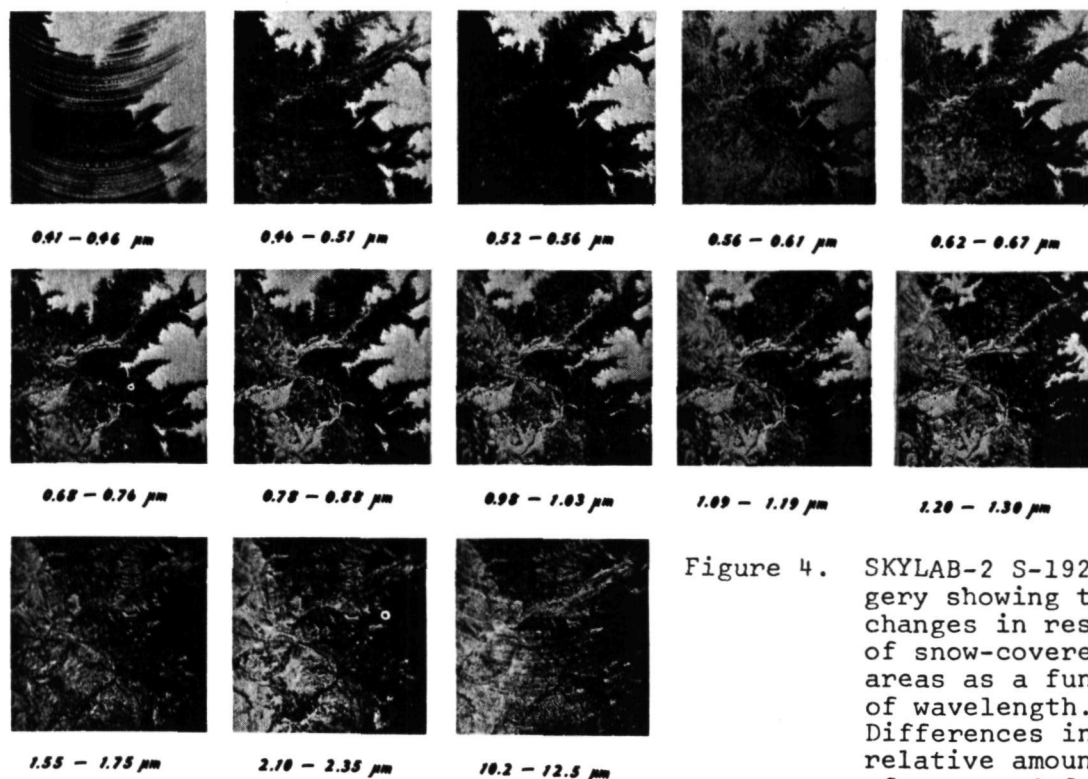 0.41 – 0.46 μm
0.46 – 0.51 μm
0.52 – 0.56 μm
0.56 – 0.61 μm
0.62 – 0.67 μm
0.68 – 0.76 μm
0.78 – 0.88 μm
0.98 – 1.03 μm
1.09 – 1.19 μm
1.20 – 1.30 μm
1.55 – 1.75 μm
2.10 – 2.35 μm
10.2 – 12.5 μm
Figure 4. SKYLAB-2 S-192
gery showing t
changes in res
of snow-covere
areas as a fun
of wavelength.
Differences in
relative amoun